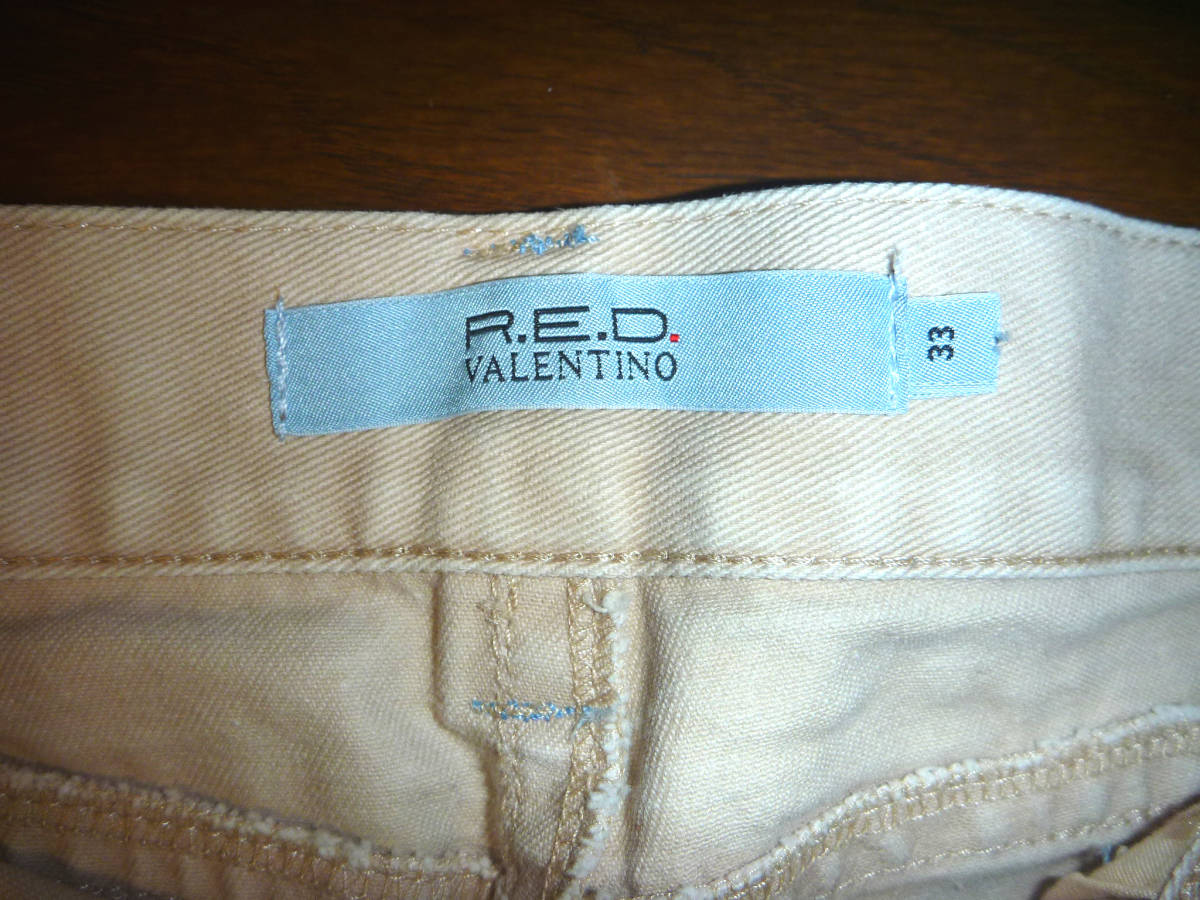 R.E.D.
VALENTINO
33